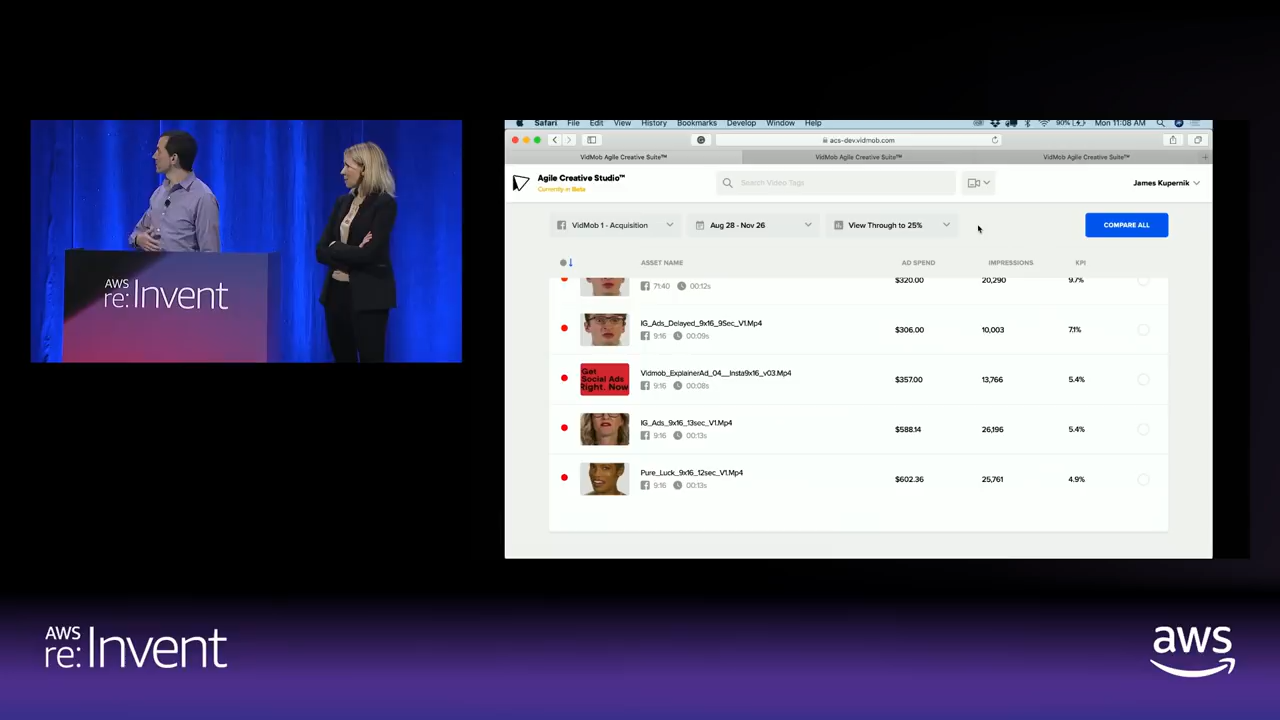 Safari File Edit View History Bookmarks Develop Window Help 90% Mon 11:08 AM
acs-dev.vidmob.com
VidMob Agile Creative Suite™ VidMob Agile Creative Suite™ VidMob Agile Creative Suite™
Agile Creative Studio™
Currently in Beta
Search Video Tags
James Kupernik
VidMob 1 - Acquisition Aug 28 - Nov 26 View Through to 25% COMPARE ALL
ASSET NAME AD SPEND IMPRESSIONS KPI
71:40 00:12s $320.00 20,290 9.7%
IG_Ads_Delayed_9x16_9Sec_V1.Mp4
9:16 00:09s $306.00 10,003 7.1%
Get
Social Ads
Right. Now
Vidmob_ExplainerAd_04__Insta9x16_v03.Mp4
9:16 00:08s $357.00 13,766 5.4%
IG_Ads_9x16_13sec_V1.Mp4
9:16 00:13s $588.14 26,196 5.4%
Pure_Luck_9x16_12sec_V1.Mp4
9:16 00:13s $602.36 25,761 4.9%
AWS
re:Invent
AWS
re:Invent
aws